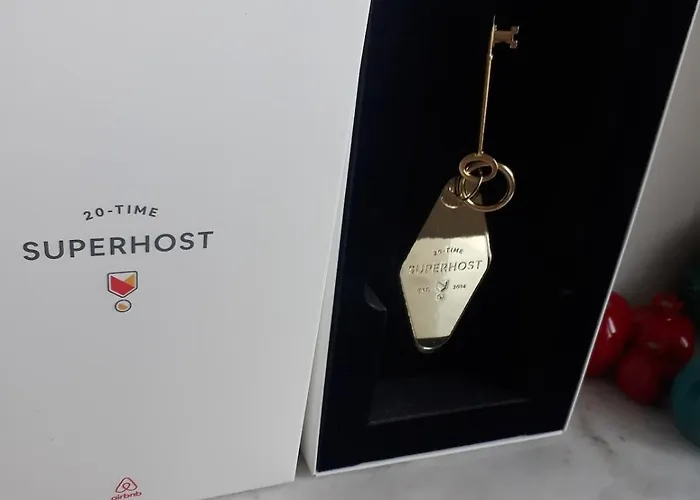 20-TIME
SUPERHOST
airbnb
20-TIME
SUPERHOST
EST. 2014